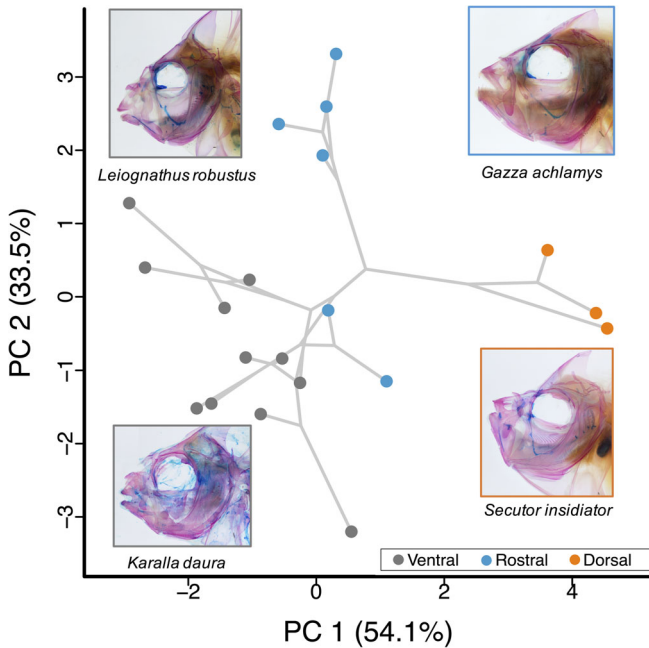 Leiognathus robustus
Gazza achlamys
Karalla daura
Secutor insidiator
Ventral
Rostral
Dorsal
PC 2 (33.5%)
3
2
1
0
−1
−2
−3
−2
0
2
4
PC 1 (54.1%)